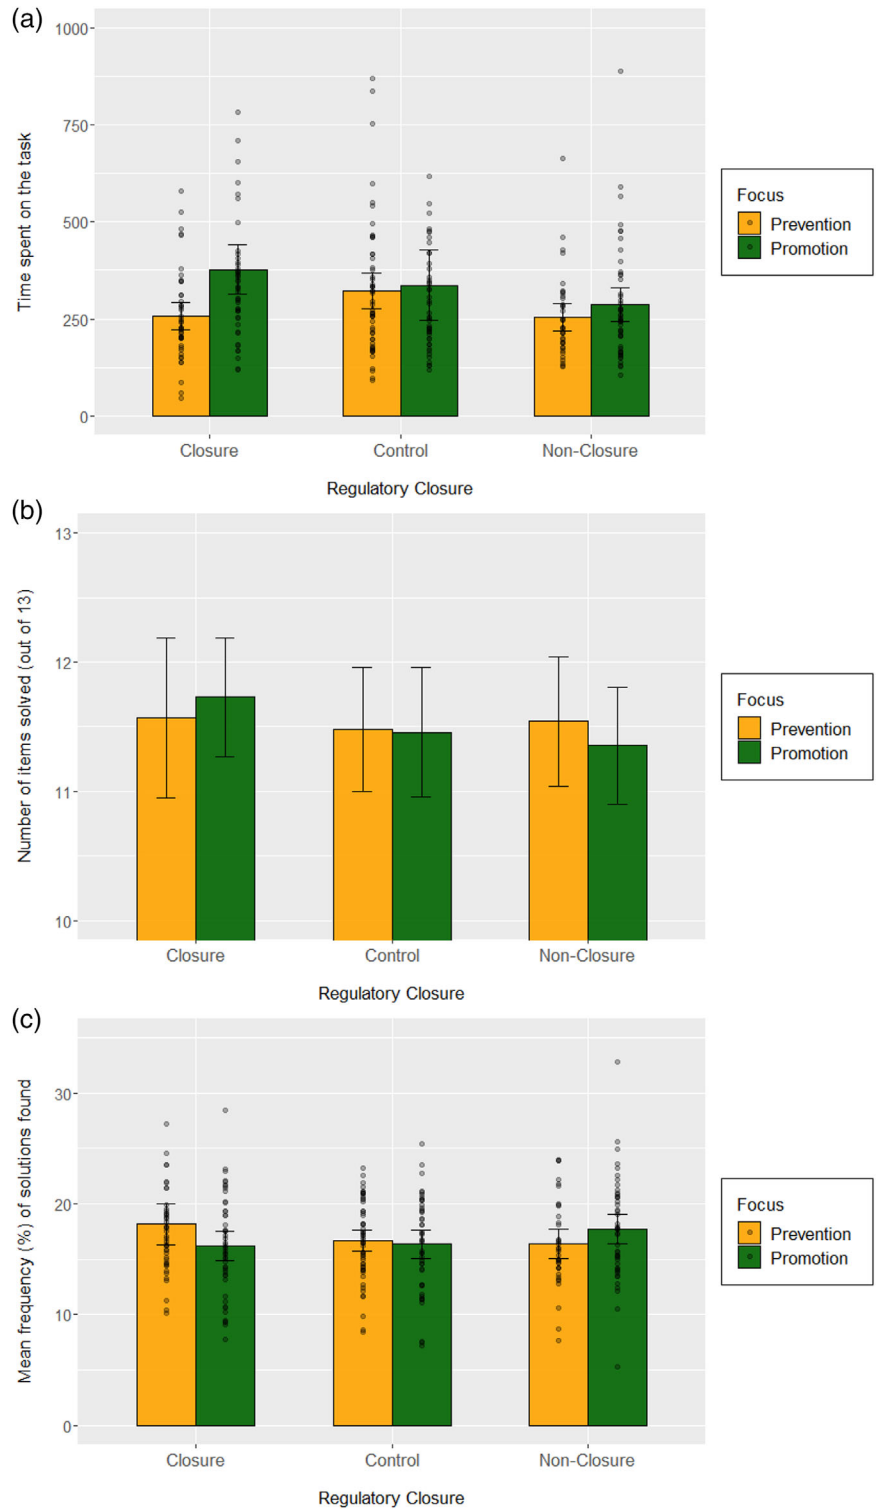 (a)
1000
750
500
250
0
Time spent on the task
Closure
Control
Non-Closure
Regulatory Closure
Focus
Prevention
Promotion
(b)
13
12
11
10
Number of items solved (out of 13)
Closure
Control
Non-Closure
Regulatory Closure
Focus
Prevention
Promotion
(c)
30
20
10
0
Mean frequency (%) of solutions found
Closure
Control
Non-Closure
Regulatory Closure
Focus
Prevention
Promotion